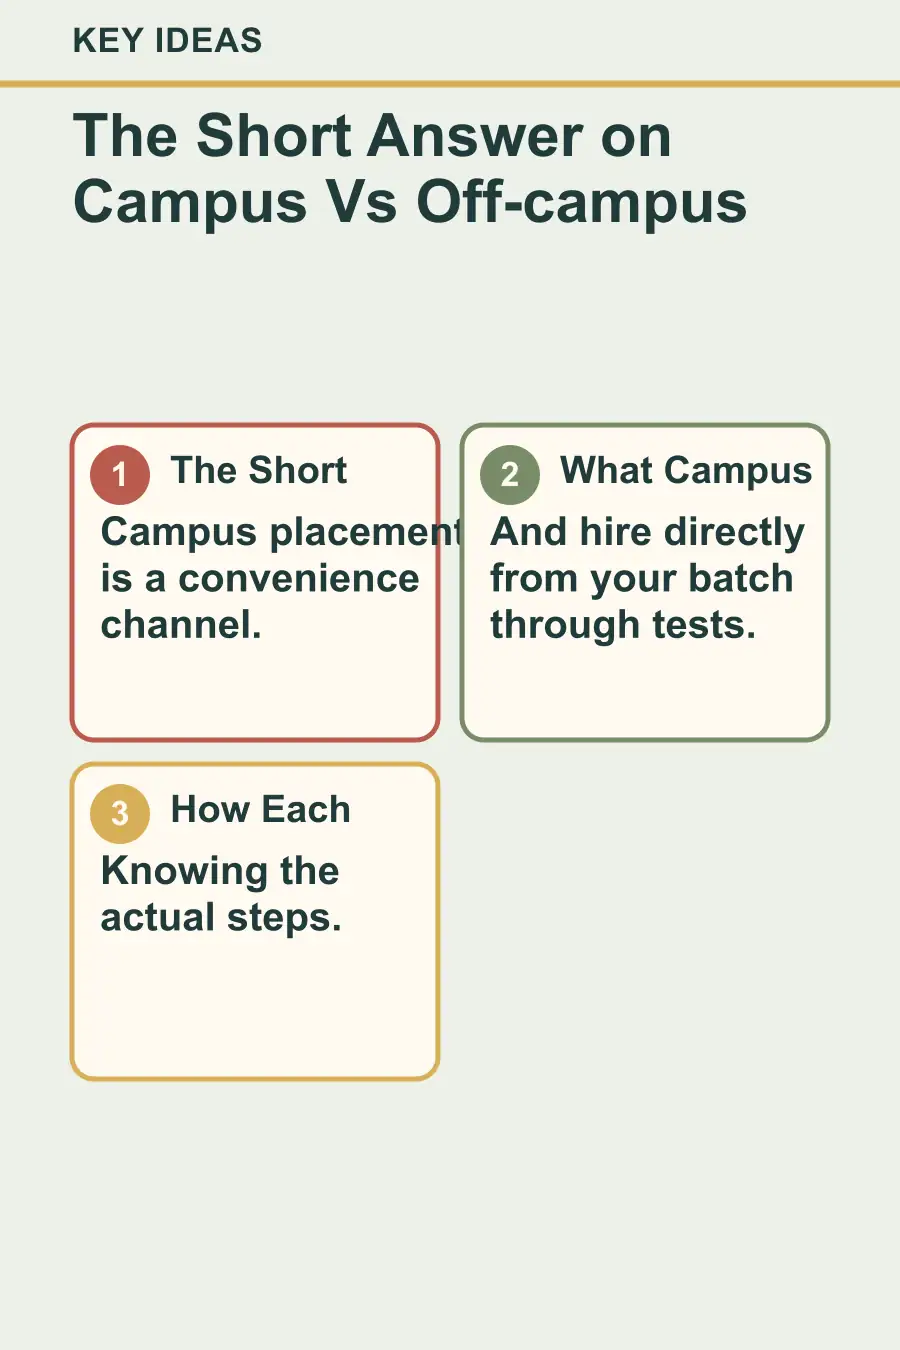 KEY IDEAS
The Short Answer on
Campus Vs Off-campus
1
The Short
Campus placement
is a convenience
channel.
2
What Campus
And hire directly
from your batch
through tests.
3
How Each
Knowing the
actual steps.